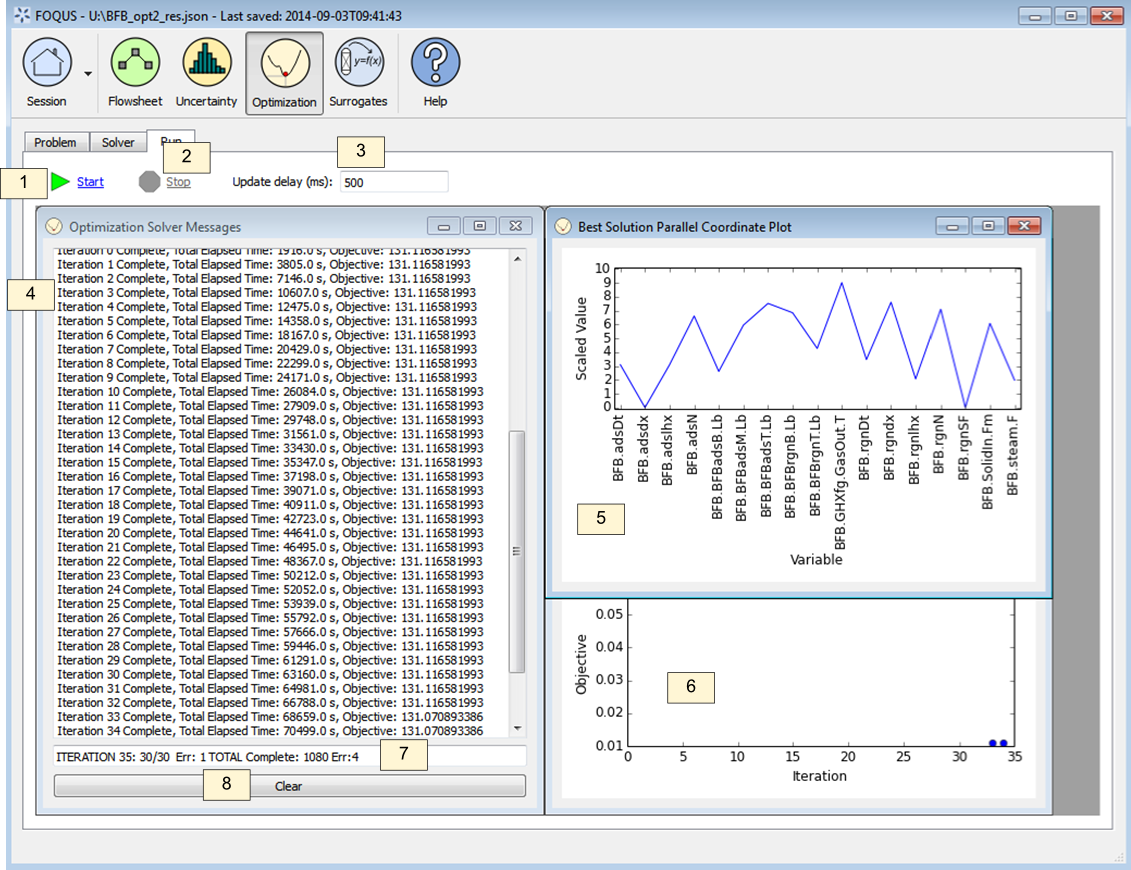 FOQUS - U:\BFB_opt2_res.json - Last saved: 2014-09-03T09:41:43
Session
Flowsheet
Uncertainty
Optimization
y=f(x)
Surrogates
Help
Problem
Solver
Run
1
Start
2
Stop
3
Update delay (ms): 500
Optimization Solver Messages
4
Iteration 0 Complete, Total Elapsed Time: 1916.0 s, Objective: 131.116581993
Iteration 1 Complete, Total Elapsed Time: 3805.0 s, Objective: 131.116581993
Iteration 2 Complete, Total Elapsed Time: 7146.0 s, Objective: 131.116581993
Iteration 3 Complete, Total Elapsed Time: 10607.0 s, Objective: 131.116581993
Iteration 4 Complete, Total Elapsed Time: 12475.0 s, Objective: 131.116581993
Iteration 5 Complete, Total Elapsed Time: 14358.0 s, Objective: 131.116581993
Iteration 6 Complete, Total Elapsed Time: 18167.0 s, Objective: 131.116581993
Iteration 7 Complete, Total Elapsed Time: 20429.0 s, Objective: 131.116581993
Iteration 8 Complete, Total Elapsed Time: 22299.0 s, Objective: 131.116581993
Iteration 9 Complete, Total Elapsed Time: 24171.0 s, Objective: 131.116581993
Iteration 10 Complete, Total Elapsed Time: 26084.0 s, Objective: 131.116581993
Iteration 11 Complete, Total Elapsed Time: 27909.0 s, Objective: 131.116581993
Iteration 12 Complete, Total Elapsed Time: 29748.0 s, Objective: 131.116581993
Iteration 13 Complete, Total Elapsed Time: 31561.0 s, Objective: 131.116581993
Iteration 14 Complete, Total Elapsed Time: 33430.0 s, Objective: 131.116581993
Iteration 15 Complete, Total Elapsed Time: 35347.0 s, Objective: 131.116581993
Iteration 16 Complete, Total Elapsed Time: 37198.0 s, Objective: 131.116581993
Iteration 17 Complete, Total Elapsed Time: 39071.0 s, Objective: 131.116581993
Iteration 18 Complete, Total Elapsed Time: 40911.0 s, Objective: 131.116581993
Iteration 19 Complete, Total Elapsed Time: 42723.0 s, Objective: 131.116581993
Iteration 20 Complete, Total Elapsed Time: 44641.0 s, Objective: 131.116581993
Iteration 21 Complete, Total Elapsed Time: 46495.0 s, Objective: 131.116581993
Iteration 22 Complete, Total Elapsed Time: 48367.0 s, Objective: 131.116581993
Iteration 23 Complete, Total Elapsed Time: 50212.0 s, Objective: 131.116581993
Iteration 24 Complete, Total Elapsed Time: 52052.0 s, Objective: 131.116581993
Iteration 25 Complete, Total Elapsed Time: 53939.0 s, Objective: 131.116581993
Iteration 26 Complete, Total Elapsed Time: 55792.0 s, Objective: 131.116581993
Iteration 27 Complete, Total Elapsed Time: 57666.0 s, Objective: 131.116581993
Iteration 28 Complete, Total Elapsed Time: 59446.0 s, Objective: 131.116581993
Iteration 29 Complete, Total Elapsed Time: 61291.0 s, Objective: 131.116581993
Iteration 30 Complete, Total Elapsed Time: 63160.0 s, Objective: 131.116581993
Iteration 31 Complete, Total Elapsed Time: 64981.0 s, Objective: 131.116581993
Iteration 32 Complete, Total Elapsed Time: 66788.0 s, Objective: 131.116581993
Iteration 33 Complete, Total Elapsed Time: 68659.0 s, Objective: 131.070893386
Iteration 34 Complete, Total Elapsed Time: 70499.0 s, Objective: 131.070893386
ITERATION 35: 30/30 Err: 1 TOTAL Complete: 1080 Err:4
7
8
Clear
Best Solution Parallel Coordinate Plot
Scaled Value
10
9
8
7
6
5
4
3
2
1
0
BFB.adsDt
BFB.adsdx
BFB.adslhx
BFB.adsN
BFB.BFBadsB.Lb
BFB.BFBadsM.Lb
BFB.BFBadsT.Lb
BFB.BFBrgnB.Lb
BFB.BFBrgnT.Lb
BFB.GHXfg.GasOut.T
BFB.rgnDt
BFB.rgndx
BFB.rgnlhx
BFB.rgnN
BFB.rgnSF
BFB.SolidIn.Fm
BFB.steam.F
5
Variable
Objective
0.05
0.04
0.03
0.02
0.01
6
0 5 10 15 20 25 30 35
Iteration